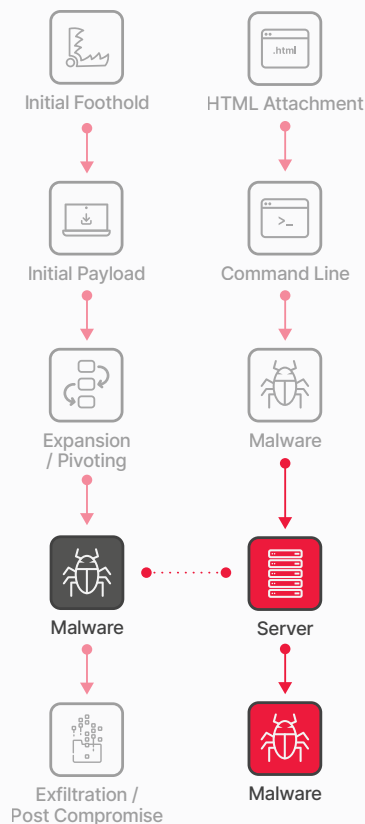 Initial Foothold
.html
HTML Attachment
Initial Payload
>_
Command Line
Expansion
/ Pivoting
Malware
Malware
Server
Exfiltration /
Post Compromise
Malware